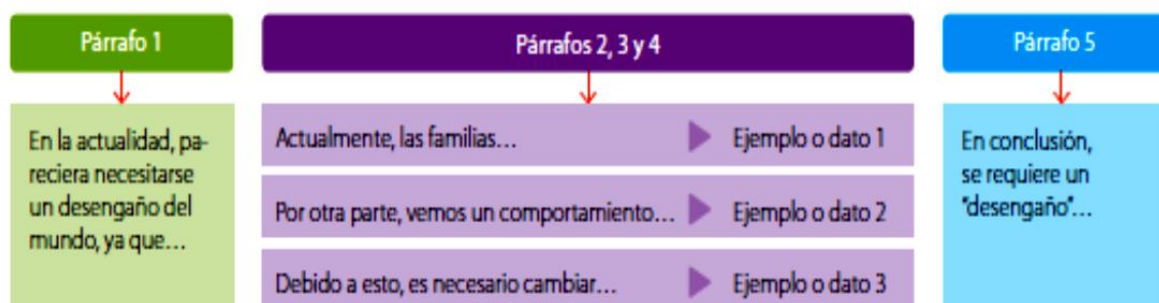 Párrafo 1
En la actualidad, pa-
reciera necesitarse
un desengaño del
mundo, ya que...
Párrafos 2, 3 y 4
Actualmente, las familias... Ejemplo o dato 1
Por otra parte, vemos un comportamiento... Ejemplo o dato 2
Debido a esto, es necesario cambiar... Ejemplo o dato 3
Párrafo 5
En conclusión,
se requiere un
"desengaño"...